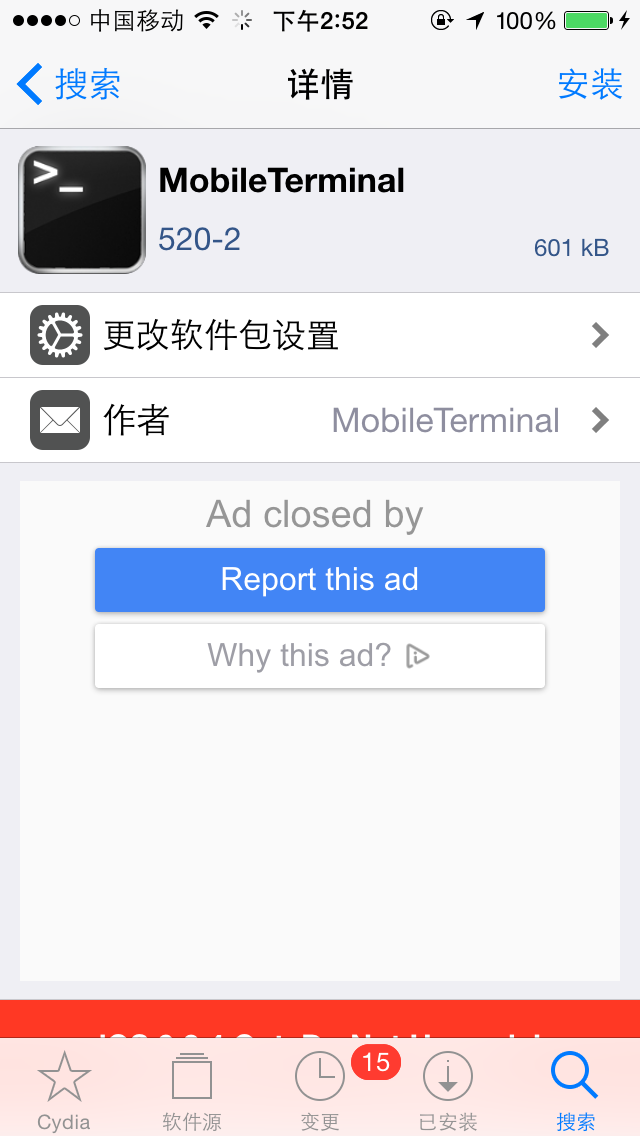 中国移动 下午2:52 100%
搜索 详情 安装
MobileTerminal
520-2
601 kB
更改软件包设置
作者 MobileTerminal
Ad closed by
Report this ad
Why this ad?
Cydia 软件源 变更 15 已安装 搜索